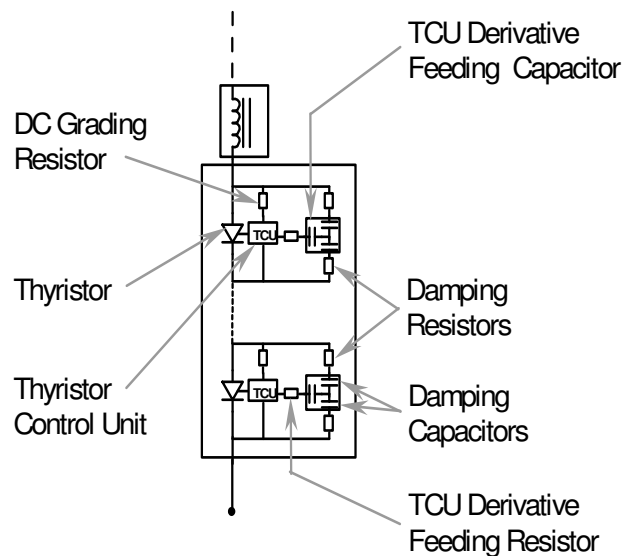 TCU Derivative
Feeding Capacitor
DC Grading
Resistor
TCU
Thyristor
Damping
Resistors
Thyristor
Control Unit
TCU
Damping
Capacitors
TCU Derivative
Feeding Resistor